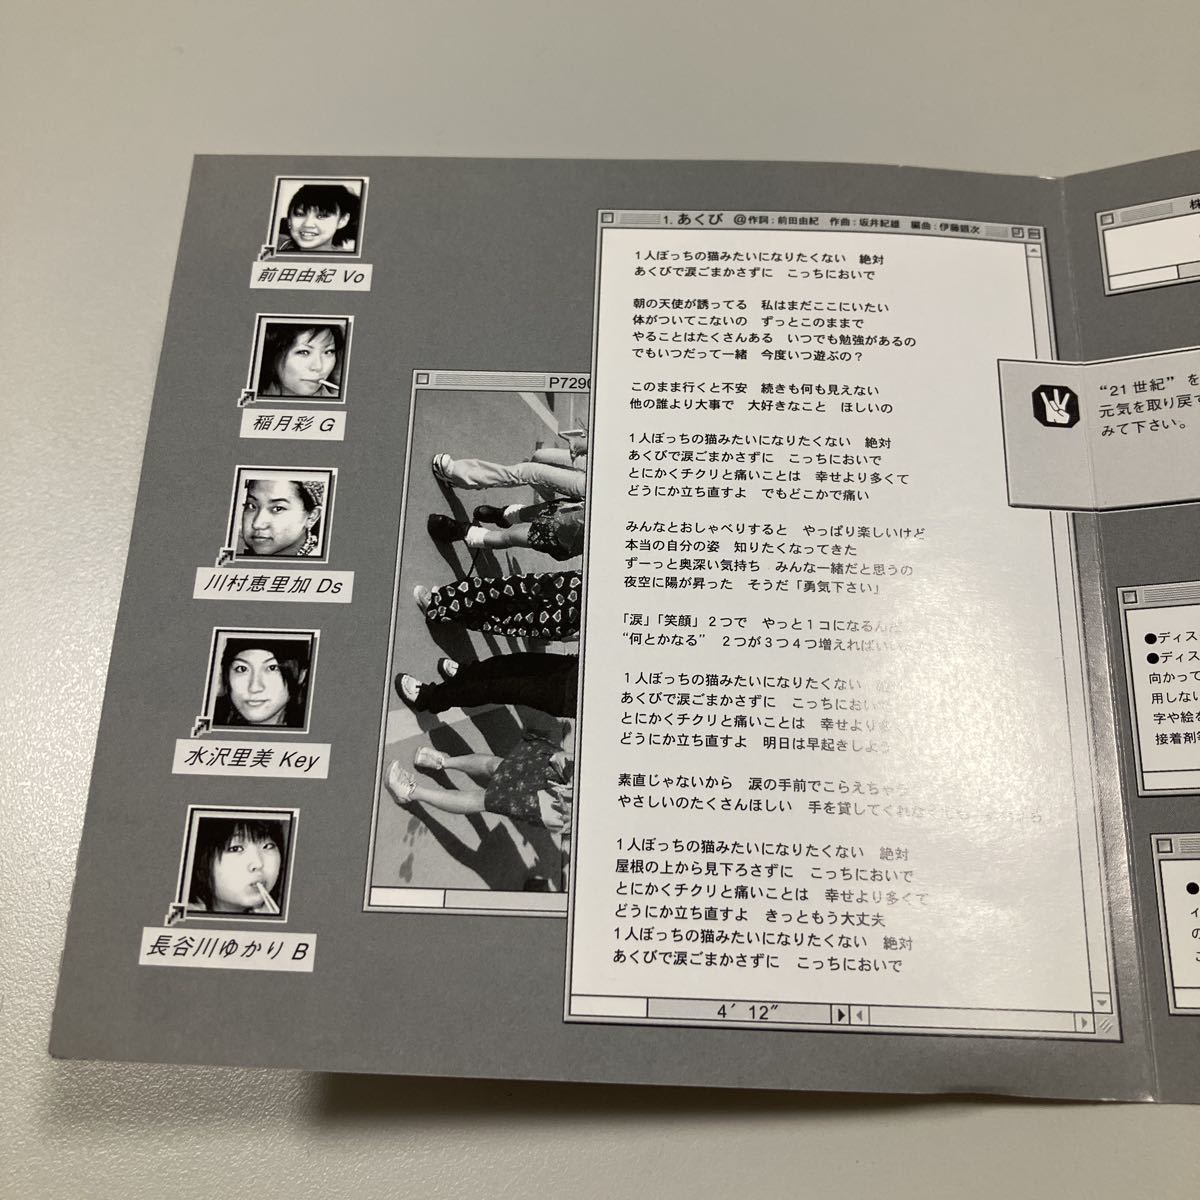 前田由紀 Vo
稲月彩 G
川村恵里加 Ds
水沢里美 Key
長谷川ゆかり B
P7290
1. あくび @作詞：前田由紀 作曲：坂井紀雄 編曲：伊藤銀次
1人ぼっちの猫みたいになりたくない 絶対
あくびで涙ごまかさずに こっちにおいで
朝の天使が誘ってる 私はまだここにいたい
体がついてこないの ずっとこのままで
やることはたくさんある いつでも勉強があるの
でもいつだって一緒 今度いつ遊ぶの？
このまま行くと不安 続きも何も見えない
他の誰より大事で 大好きなこと ほしいの
1人ぼっちの猫みたいになりたくない 絶対
あくびで涙ごまかさずに こっちにおいで
とにかくチクリと痛いことは 幸せより多くて
どうにか立ち直すよ でもどこかで痛い
みんなとおしゃべりすると やっぱり楽しいけど
本当の自分の姿 知りたくなってきた
ずーっと奥深い気持ち みんな一緒だと思うの
夜空に陽が昇った そうだ「勇気下さい」
「涙」「笑顔」2つで やっと1コになるんだ
“何とかなる” 2つが3つ4つ増えればいい
1人ぼっちの猫みたいになりたくない 絶対
あくびで涙ごまかさずに こっちにおいで
とにかくチクリと痛いことは 幸せより多
どうにか立ち直すよ 明日は早起きしよう
素直じゃないから 涙の手前でこらえちゃう
やさしいのたくさんほしい 手を貸してくれな
1人ぼっちの猫みたいになりたくない 絶対
屋根の上から見下ろさずに こっちにおいで
とにかくチクリと痛いことは 幸せより多くて
どうにか立ち直すよ きっともう大丈夫
1人ぼっちの猫みたいになりたくない 絶対
あくびで涙ごまかさずに こっちにおいで
4′ 12″
株
“21世紀” を
元気を取り戻す
みて下さい。
●ディス
●ディス
向かって
用しない
字や絵を
接着剤等
●
ィ
の
こ